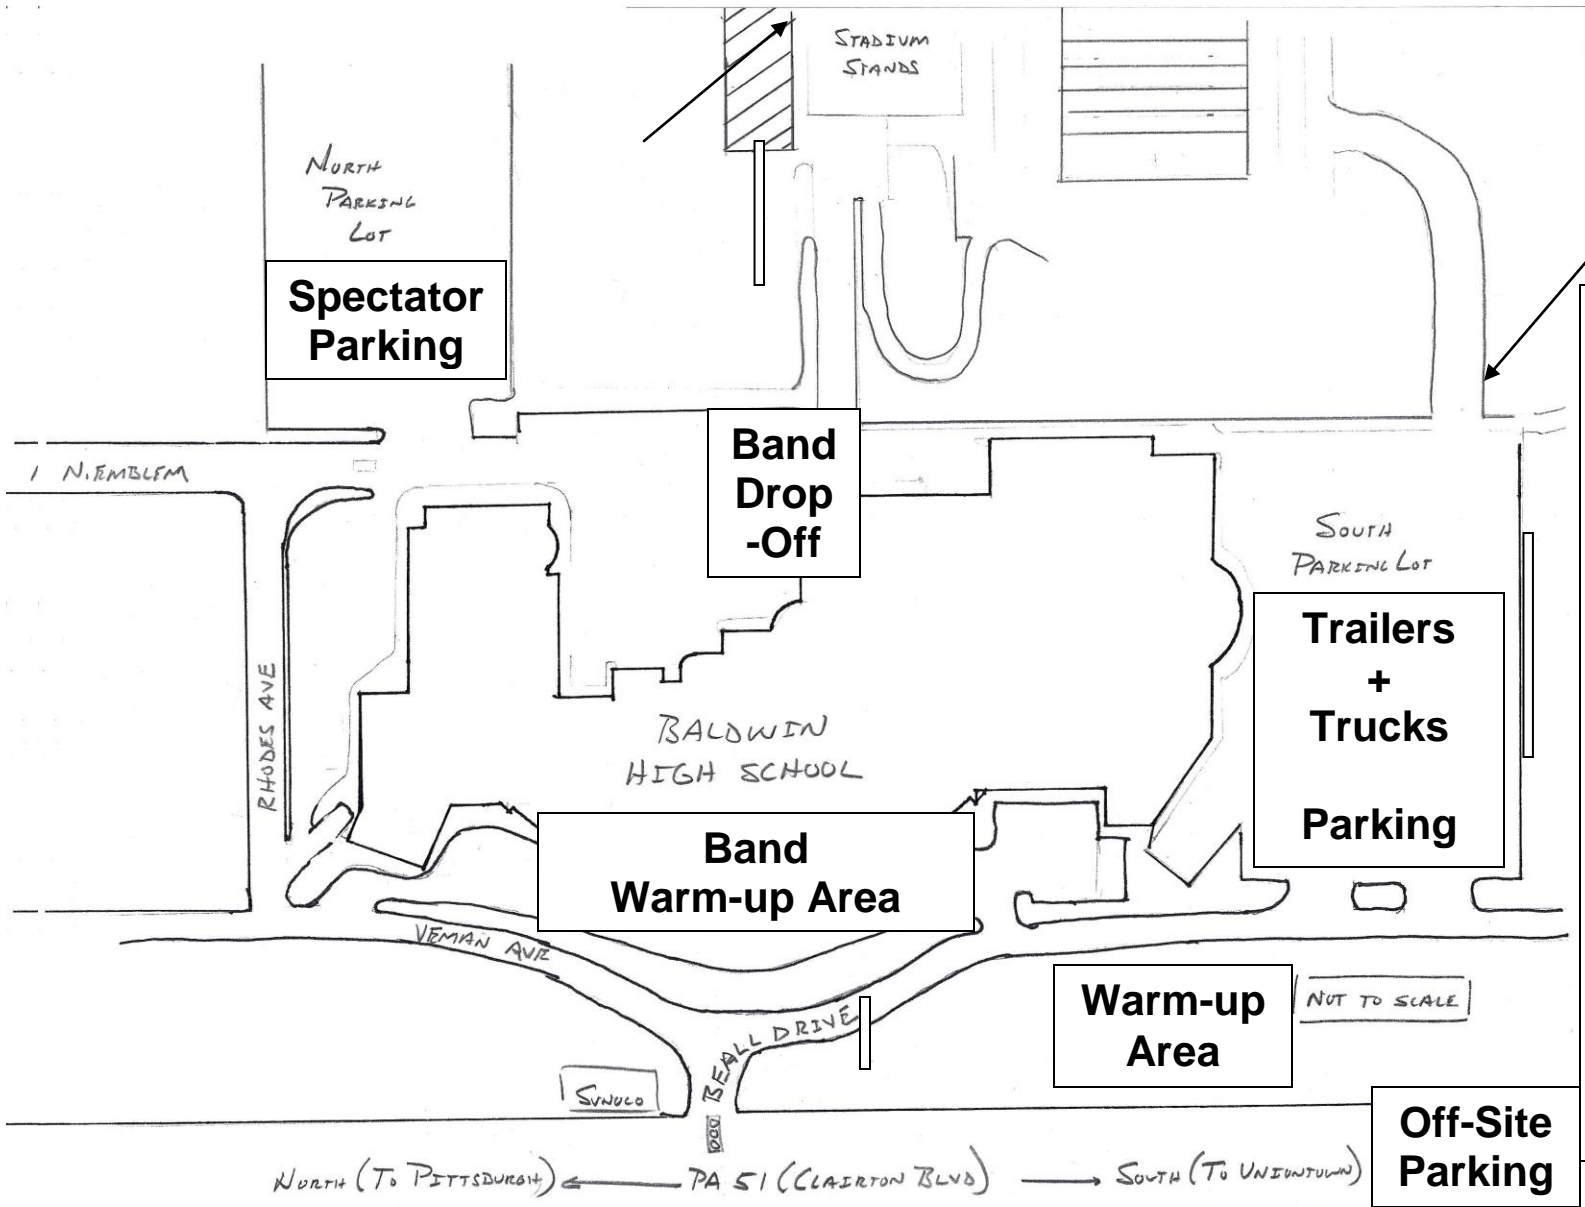 STADIUM
STANDS
NORTH
PARKING
LOT
Spectator
Parking
Band
Drop
-Off
N. EMBLEM
SOUTH
PARKING LOT
Trailers
+
Trucks
Parking
RHODES AVE
BALDWIN
HIGH SCHOOL
Band
Warm-up Area
VEMAN AVE
Warm-up
Area
NOT TO SCALE
BEALL DRIVE
SUNOCO
Off-Site
Parking
NORTH (TO PITTSBURGH) ← PA 51 (CLAIRTON BLVD) → SOUTH (TO UNIONTOWN)